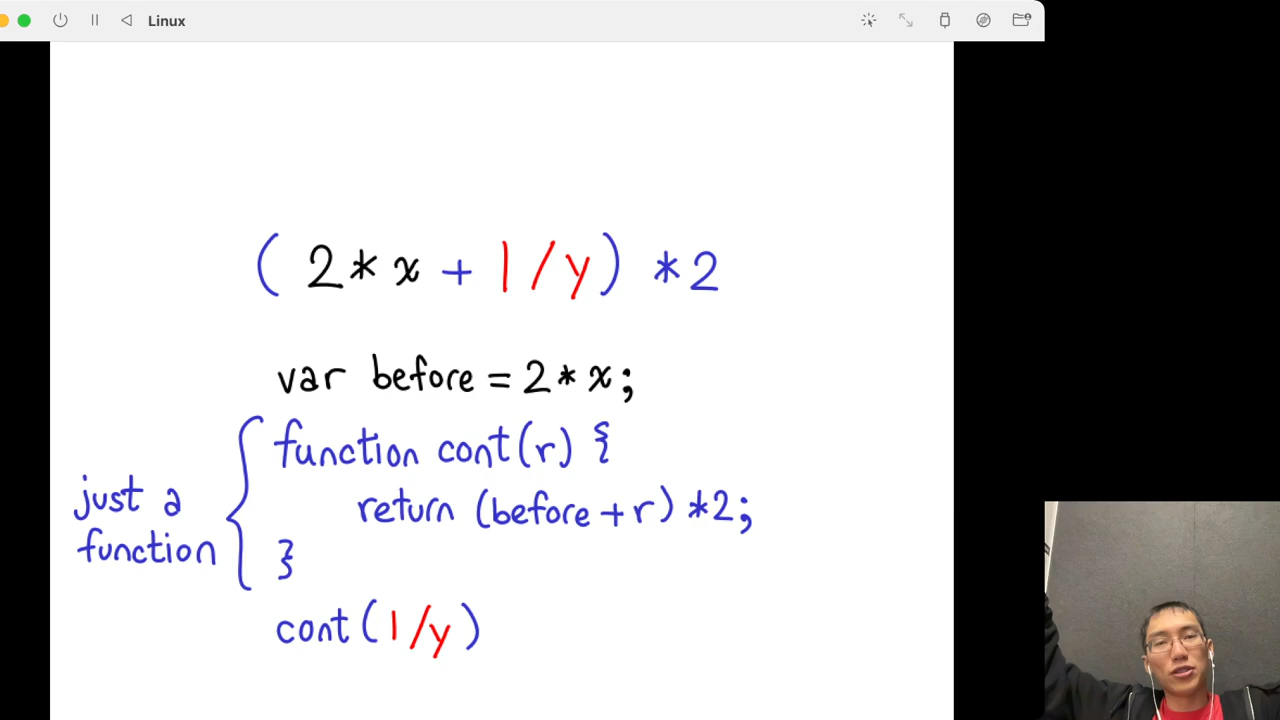 Linux
( 2 * x + 1 / y ) * 2
var before = 2 * x ;
function cont(r) {
just a
return (before + r) * 2 ;
function
}
cont( 1 / y )